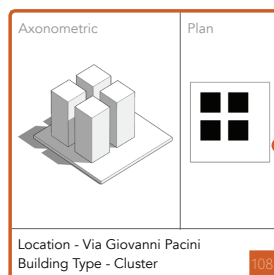 Axonometric
Plan
Location - Via Giovanni Pacini
Building Type - Cluster
108